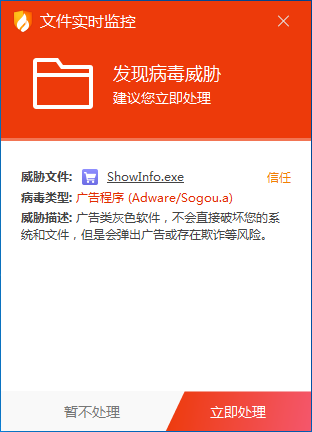 文件实时监控
发现病毒威胁
建议您立即处理
威胁文件: ShowInfo.exe 信任
病毒类型: 广告程序 (Adware/Sogou.a)
威胁描述: 广告类灰色软件，不会直接破坏您的系
统和文件，但是会弹出广告或存在欺诈等风险。
暂不处理 立即处理